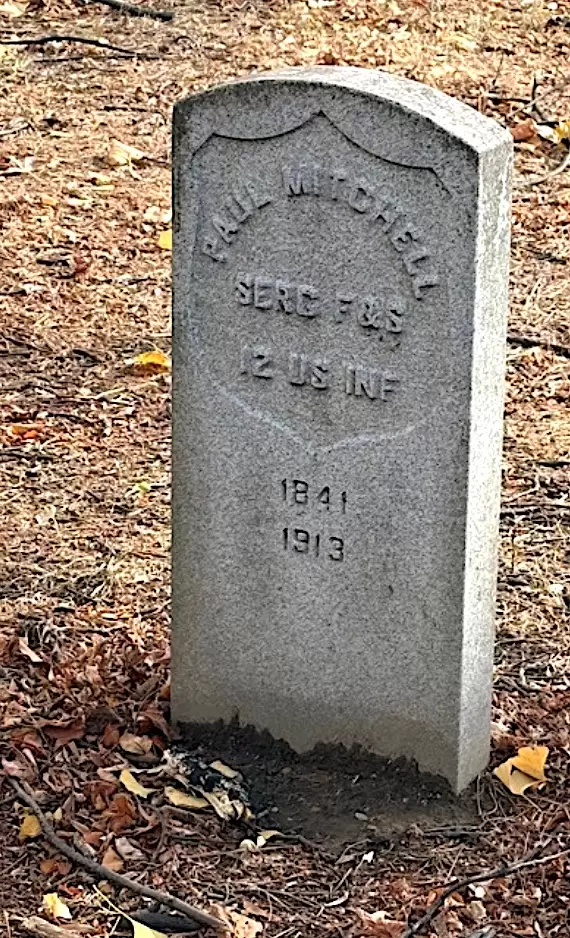 PAUL MITCHELL
SERG F&S
12 US INF
1841
1913